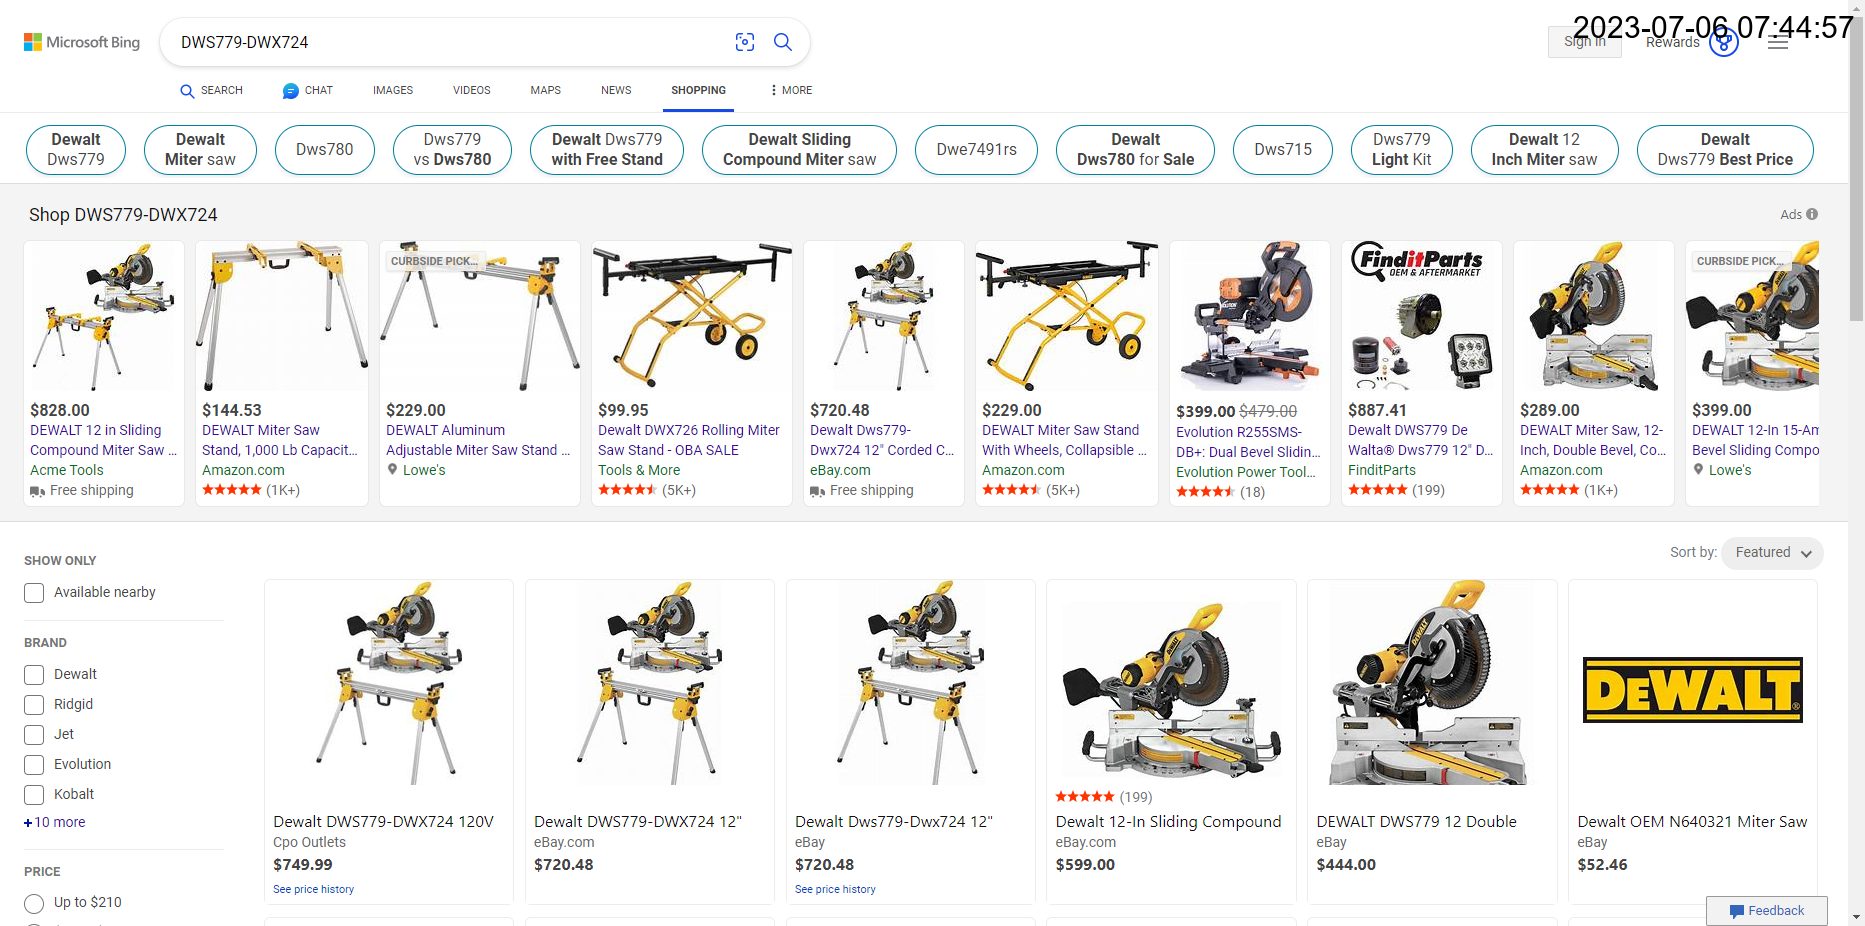 2023-07-06 07:44:57
Microsoft Bing
DWS779-DWX724
Sign in
Rewards
SEARCH
CHAT
IMAGES
VIDEOS
MAPS
NEWS
SHOPPING
MORE
Dewalt
Dws779
Dewalt
Miter saw
Dws780
Dws779
vs Dws780
Dewalt Dws779
with Free Stand
Dewalt Sliding
Compound Miter saw
Dwe7491rs
Dewalt
Dws780 for Sale
Dws715
Dws779
Light Kit
Dewalt 12
Inch Miter saw
Dewalt
Dws779 Best Price
Shop DWS779-DWX724
Ads
$828.00
DEWALT 12 in Sliding
Compound Miter Saw ...
Acme Tools
Free shipping
$144.53
DEWALT Miter Saw
Stand, 1,000 Lb Capacit...
Amazon.com
(1K+)
CURBSIDE PICK...
$229.00
DEWALT Aluminum
Adjustable Miter Saw Stand ...
Lowe's
$99.95
Dewalt DWX726 Rolling Miter
Saw Stand - OBA SALE
Tools & More
(5K+)
$720.48
Dewalt Dws779-
Dwx724 12" Corded C...
eBay.com
Free shipping
$229.00
DEWALT Miter Saw Stand
With Wheels, Collapsible ...
Amazon.com
(5K+)
$399.00 $479.00
Evolution R255SMS-
DB+: Dual Bevel Slidin...
Evolution Power Tool...
(18)
FinditParts
OEM & AFTERMARKET
$887.41
Dewalt DWS779 De
Walta® Dws779 12" D...
FinditParts
(199)
$289.00
DEWALT Miter Saw, 12-
Inch, Double Bevel, Co...
Amazon.com
(1K+)
CURBSIDE PICK...
$399.00
DEWALT 12-In 15-Am
Bevel Sliding Compo
Lowe's
SHOW ONLY
Available nearby
BRAND
Dewalt
Ridgid
Jet
Evolution
Kobalt
+10 more
PRICE
Up to $210
Sort by:
Featured
Dewalt DWS779-DWX724 120V
Cpo Outlets
$749.99
See price history
Dewalt DWS779-DWX724 12"
eBay.com
$720.48
Dewalt Dws779-Dwx724 12"
eBay
$720.48
See price history
(199)
Dewalt 12-In Sliding Compound
eBay.com
$599.00
DEWALT DWS779 12 Double
eBay
$444.00
DEWALT®
Dewalt OEM N640321 Miter Saw
eBay
$52.46
Feedback